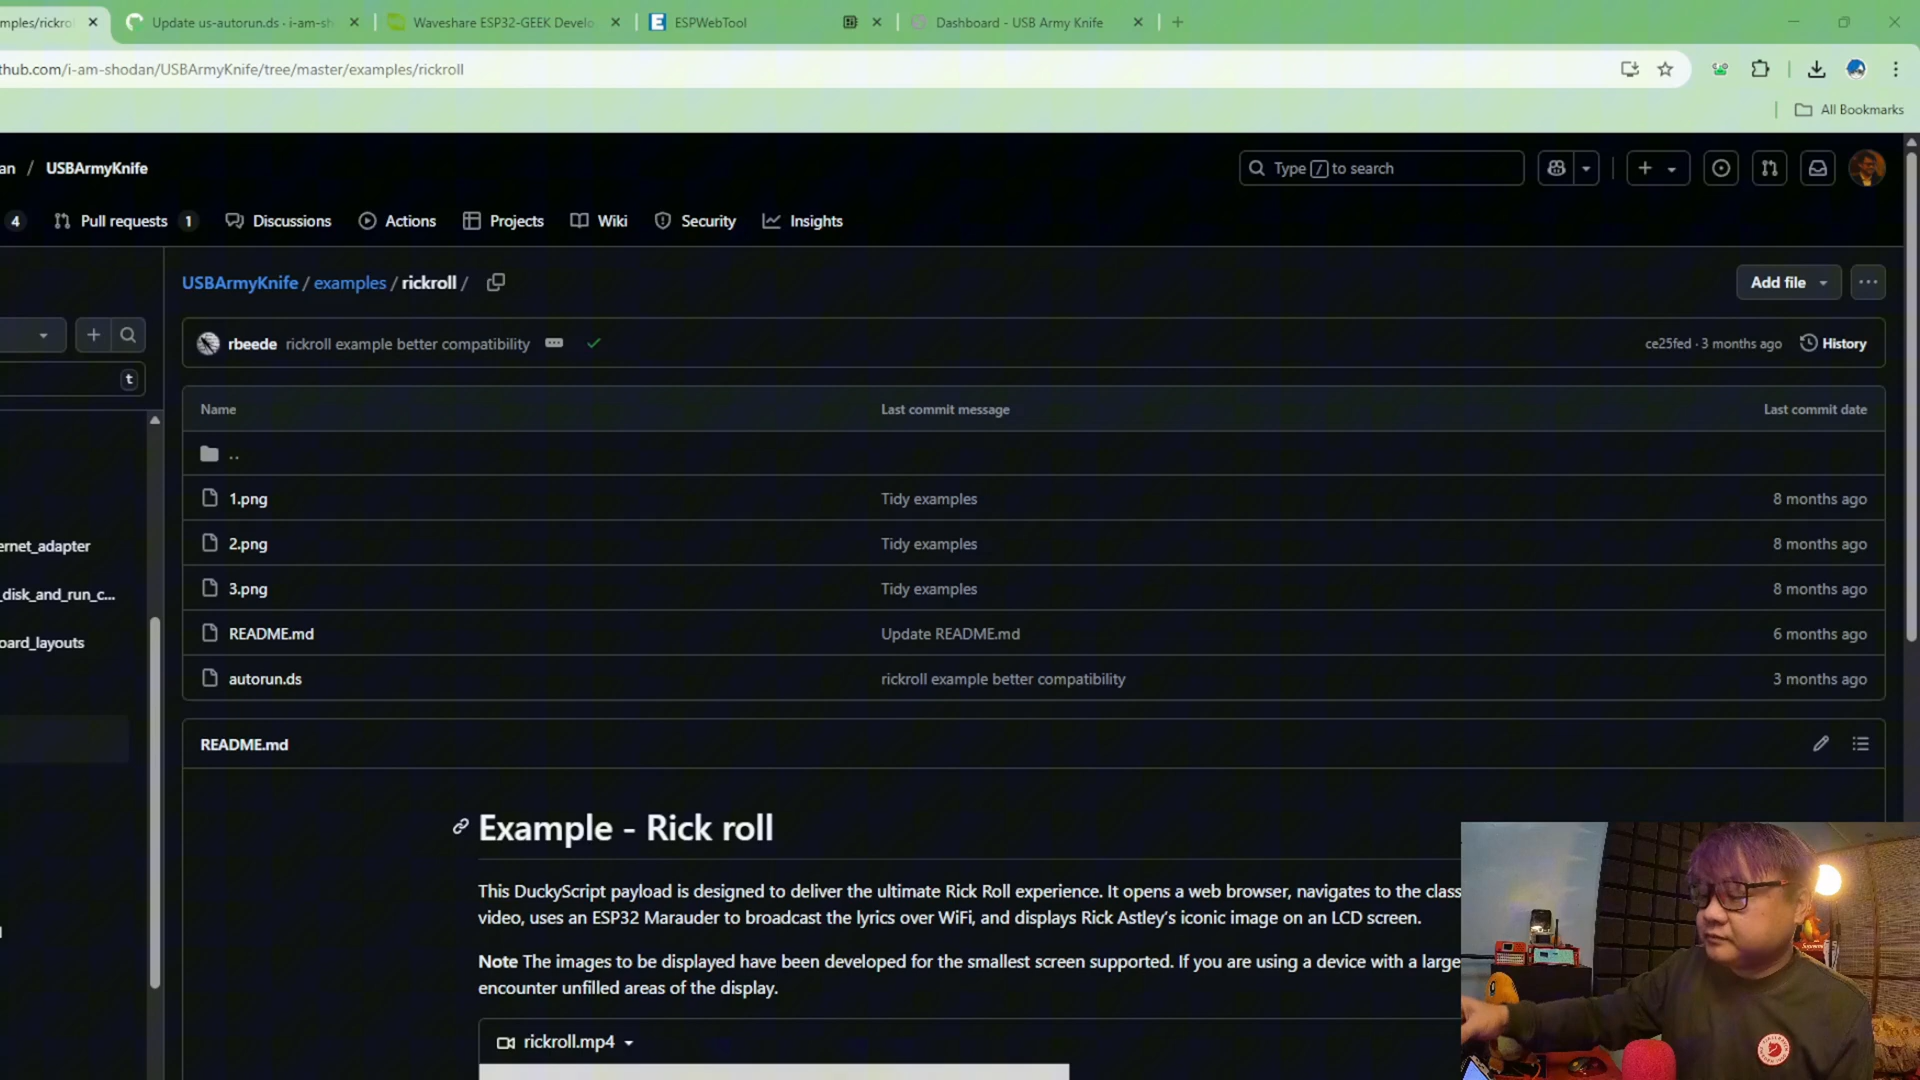 mples/rickro
Update us-autorun.ds · i-am-sh
Waveshare ESP32-GEEK Develo
ESPWebTool
Dashboard - USB Army Knife
thub.com/i-am-shodan/USBArmyKnife/tree/master/examples/rickroll
All Bookmarks
an / USBArmyKnife
Type / to search
4
Pull requests 1
Discussions
Actions
Projects
Wiki
Security
Insights
USBArmyKnife / examples / rickroll /
Add file
t
rbeede rickroll example better compatibility
ce25fed · 3 months ago
History
Name
Last commit message
Last commit date
..
1.png
Tidy examples
8 months ago
2.png
Tidy examples
8 months ago
3.png
Tidy examples
8 months ago
README.md
Update README.md
6 months ago
autorun.ds
rickroll example better compatibility
3 months ago
ernet_adapter
_disk_and_run_c...
oard_layouts
README.md
Example - Rick roll
This DuckyScript payload is designed to deliver the ultimate Rick Roll experience. It opens a web browser, navigates to the class
video, uses an ESP32 Marauder to broadcast the lyrics over WiFi, and displays Rick Astley's iconic image on an LCD screen.
Note The images to be displayed have been developed for the smallest screen supported. If you are using a device with a large
encounter unfilled areas of the display.
rickroll.mp4